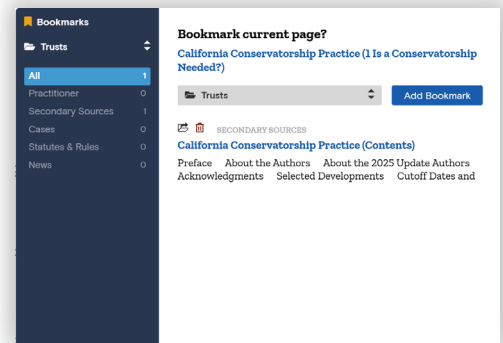 Bookmarks
Trusts
All 1
Practitioner 0
Secondary Sources 1
Cases 0
Statutes & Rules 0
News 0
Bookmark current page?
California Conservatorship Practice (1 Is a Conservatorship
Needed?)
Trusts
Add Bookmark
SECONDARY SOURCES
California Conservatorship Practice (Contents)
Preface About the Authors About the 2025 Update Authors
Acknowledgments Selected Developments Cutoff Dates and